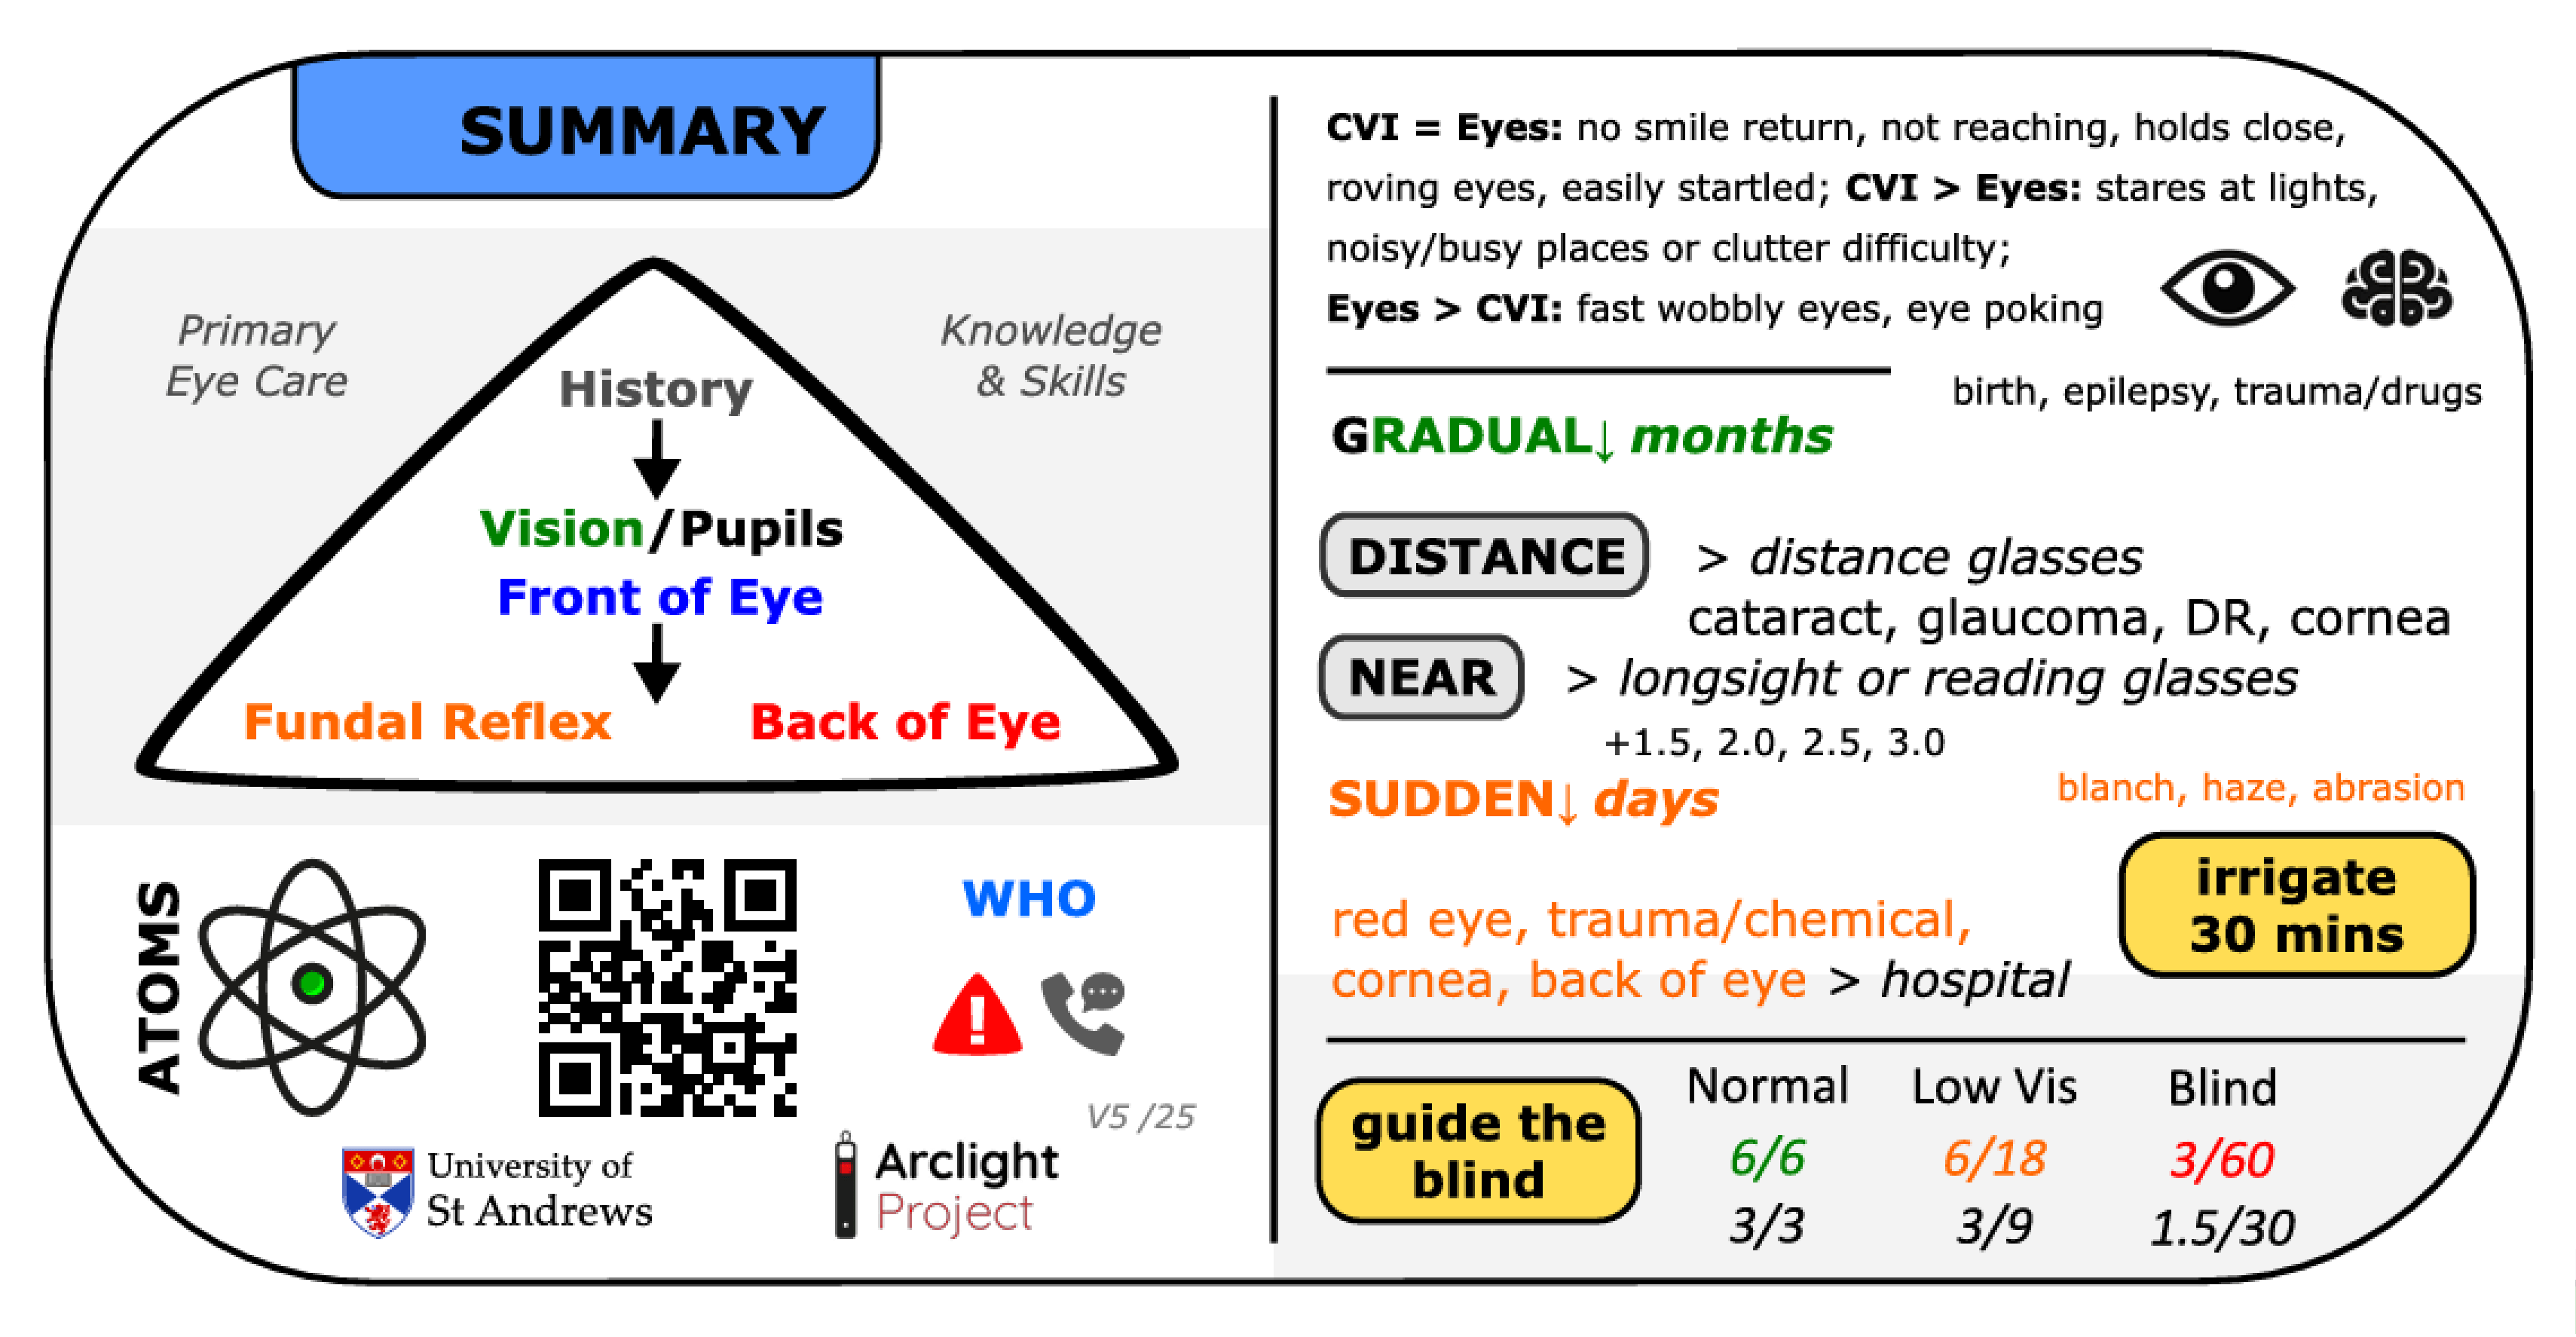 SUMMARY
Primary
Eye Care
Knowledge
& Skills
History
Vision/Pupils
Front of Eye
Fundal Reflex
Back of Eye
ATOMS
WHO
V5 /25
University of
St Andrews
Arclight
Project
CVI = Eyes: no smile return, not reaching, holds close,
roving eyes, easily startled; CVI > Eyes: stares at lights,
noisy/busy places or clutter difficulty;
Eyes > CVI: fast wobbly eyes, eye poking
birth, epilepsy, trauma/drugs
GRADUAL↓ months
DISTANCE > distance glasses
cataract, glaucoma, DR, cornea
NEAR > longsight or reading glasses
+1.5, 2.0, 2.5, 3.0
SUDDEN↓ days
blanch, haze, abrasion
irrigate
30 mins
red eye, trauma/chemical,
cornea, back of eye > hospital
guide the
blind
Normal Low Vis Blind
6/6 6/18 3/60
3/3 3/9 1.5/30